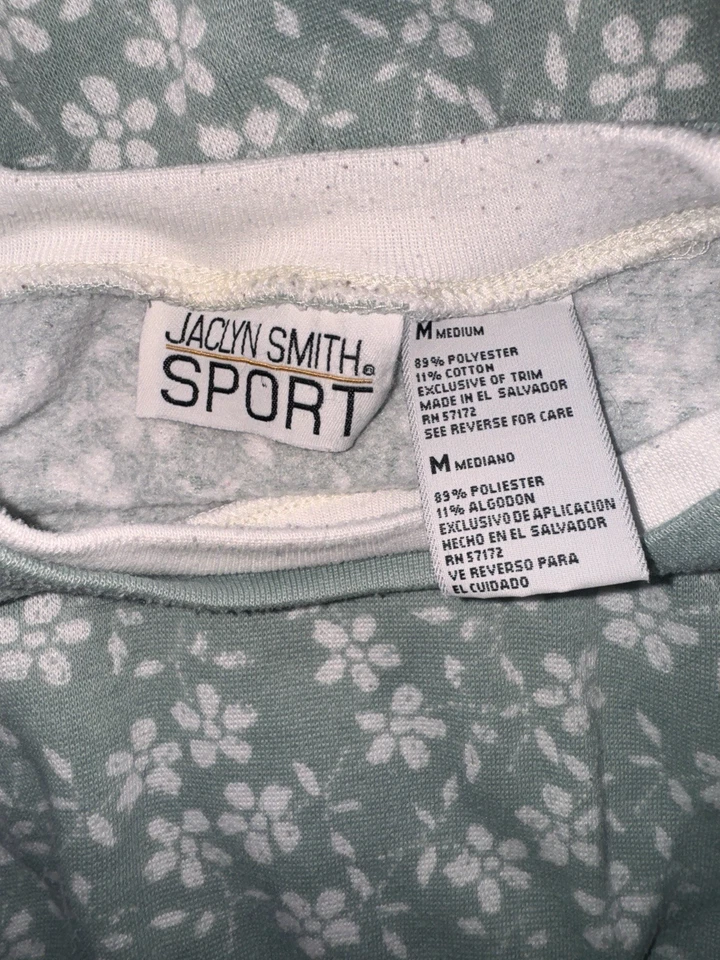 JACLYN SMITH®
SPORT
M MEDIUM
89% POLYESTER
11% COTTON
EXCLUSIVE OF TRIM
MADE IN EL SALVADOR
RN 57172
SEE REVERSE FOR CARE
M MEDIANO
89% POLIESTER
11% ALGODON
EXCLUSIVO DE APLICACION
HECHO EN EL SALVADOR
RN 57172
VE REVERSO PARA
EL CUIDADO